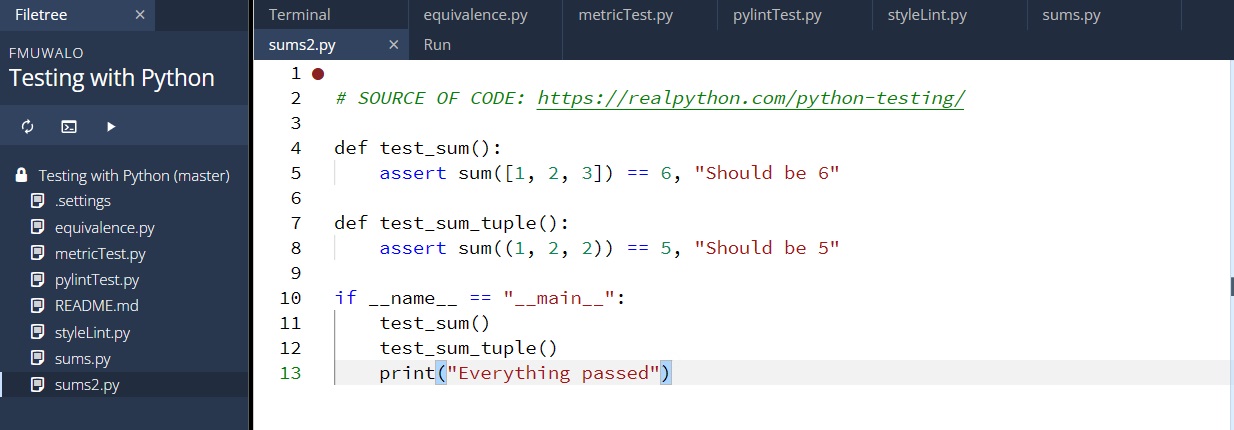 Filetree ×
FMUWALO
Testing with Python
Testing with Python (master)
.settings
equivalence.py
metricTest.py
pylintTest.py
README.md
styleLint.py
sums.py
sums2.py
Terminal equivalence.py metricTest.py pylintTest.py styleLint.py sums.py
sums2.py × Run
1
2 # SOURCE OF CODE: https://realpython.com/python-testing/
3
4 def test_sum():
5     assert sum([1, 2, 3]) == 6, "Should be 6"
6
7 def test_sum_tuple():
8     assert sum((1, 2, 2)) == 5, "Should be 5"
9
10 if __name__ == "__main__":
11     test_sum()
12     test_sum_tuple()
13     print("Everything passed")